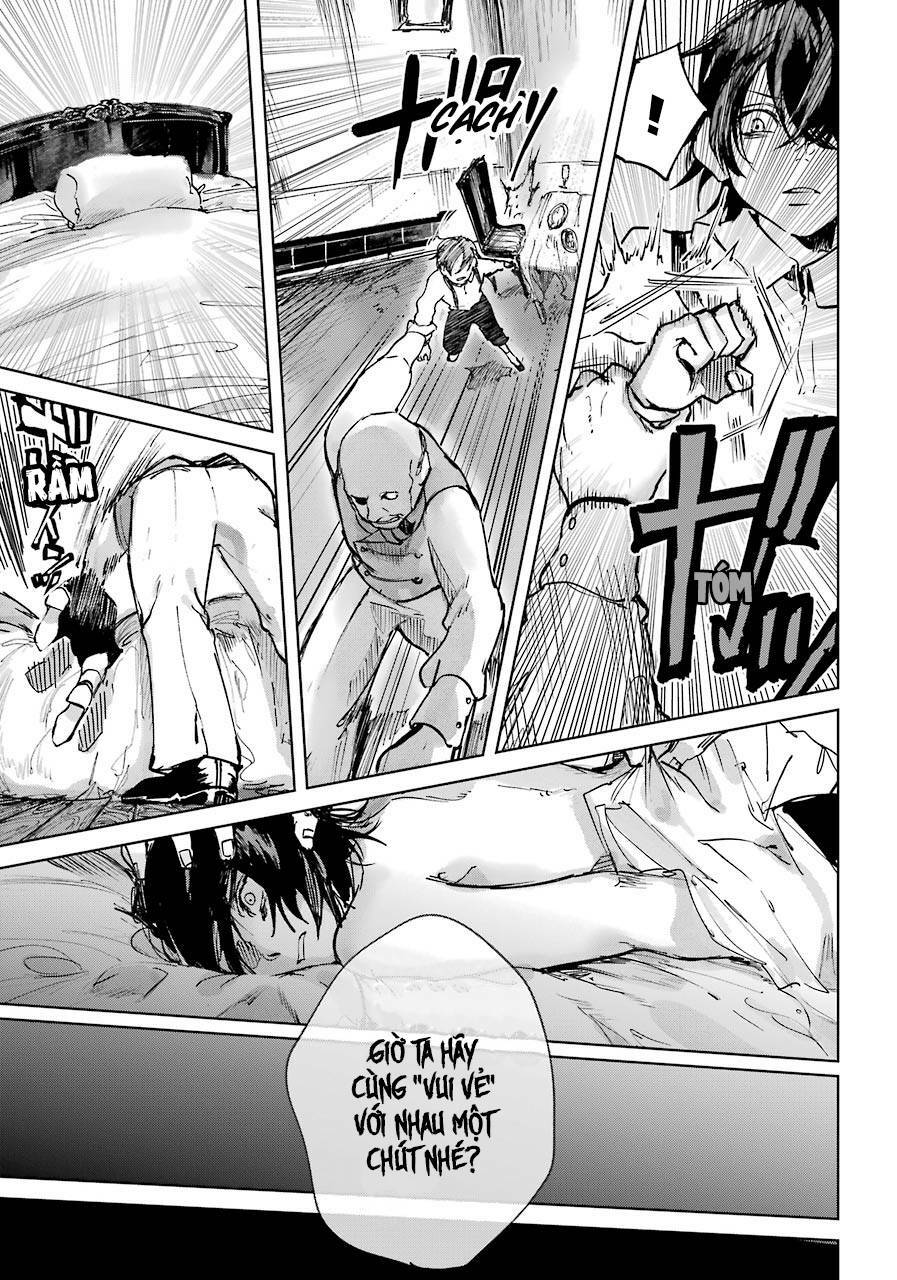 !
TÓM
CẠCH
RẦM
GIỜ TA HÃY
CÙNG "VUI VẺ"
VỚI NHAU MỘT
CHÚT NHÉ?